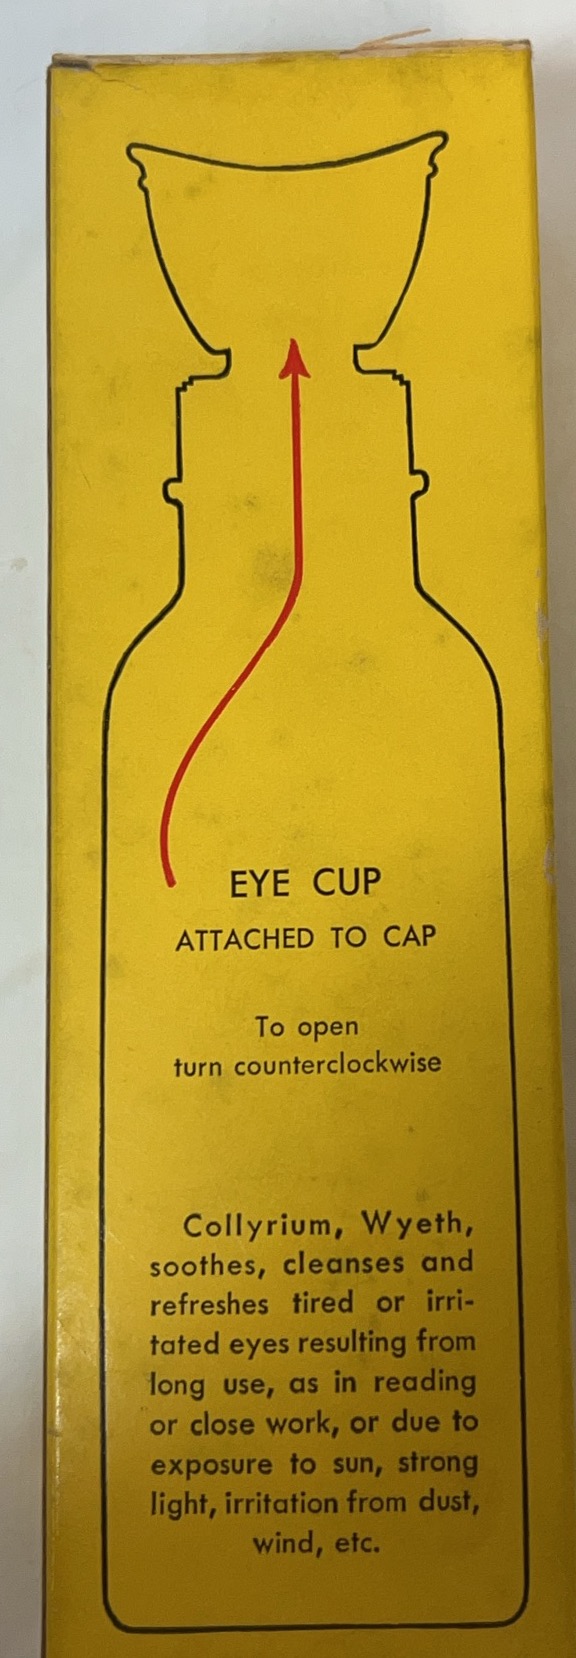 EYE CUP
ATTACHED TO CAP
To open
turn counterclockwise
Collyrium, Wyeth,
soothes, cleanses and
refreshes tired or irri-
tated eyes resulting from
long use, as in reading
or close work, or due to
exposure to sun, strong
light, irritation from dust,
wind, etc.